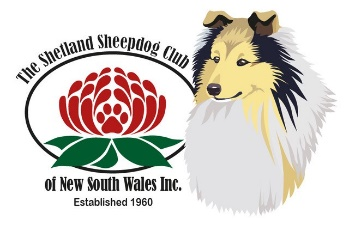 The Shetland Sheepdog Club
of New South Wales Inc.
Established 1960